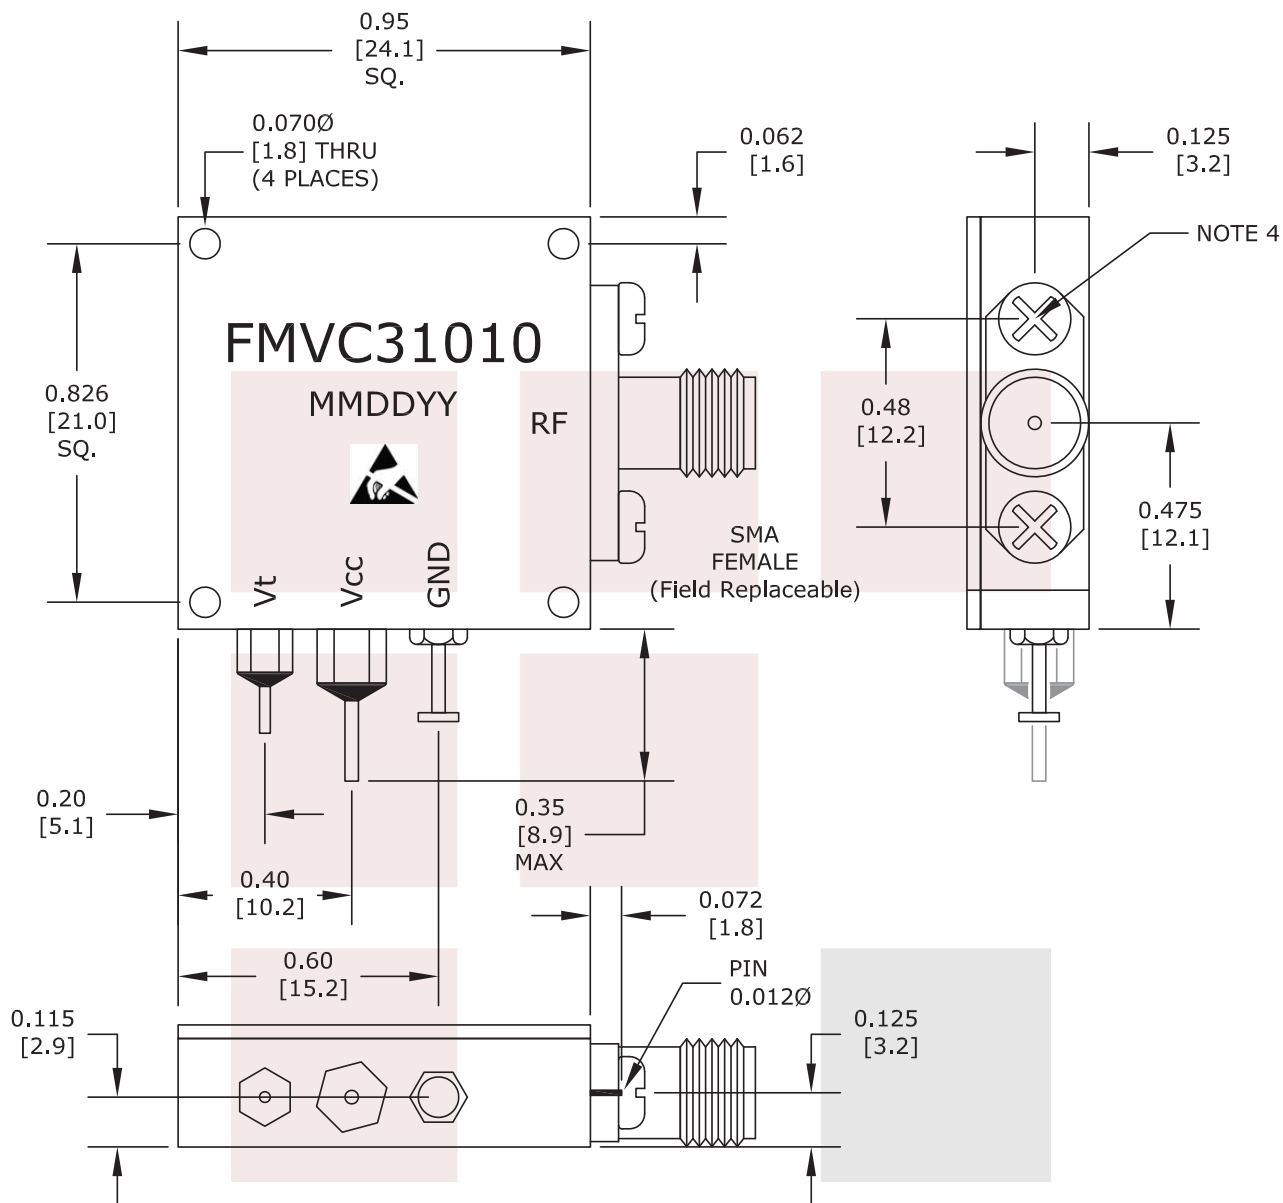 0.95
[24.1]
SQ.
0.070Ø
[1.8] THRU
(4 PLACES)
0.062
[1.6]
0.125
[3.2]
NOTE 4
FMVC31010
MMDDYY
RF
0.826
[21.0]
SQ.
0.48
[12.2]
0.475
[12.1]
SMA
FEMALE
(Field Replaceable)
Vt
Vcc
GND
0.20
[5.1]
0.35
[8.9]
MAX
0.40
[10.2]
0.072
[1.8]
0.60
[15.2]
PIN
0.012Ø
0.115
[2.9]
0.125
[3.2]